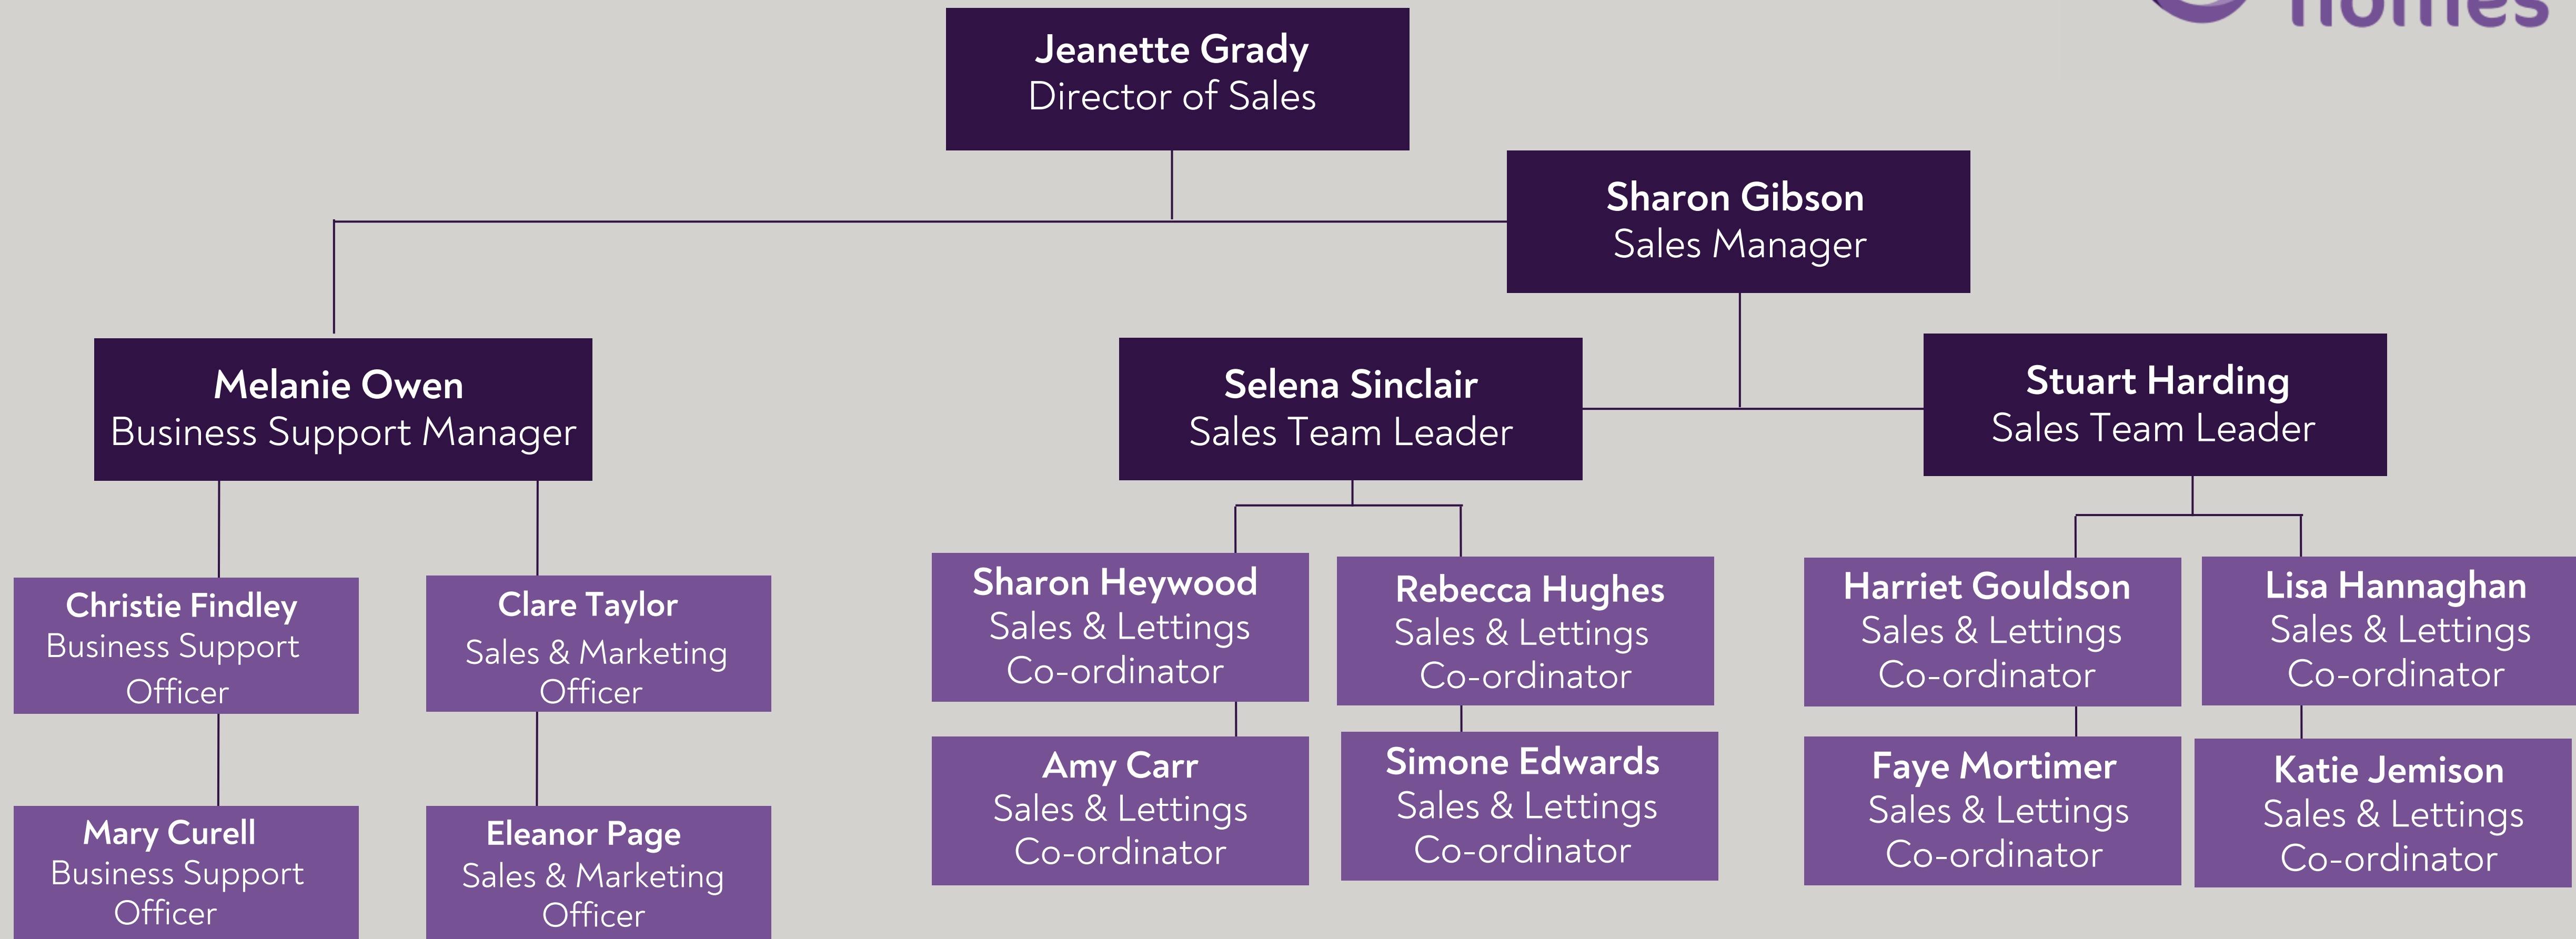 homes
Jeanette Grady
Director of Sales
Sharon Gibson
Sales Manager
Melanie Owen
Business Support Manager
Selena Sinclair
Sales Team Leader
Stuart Harding
Sales Team Leader
Christie Findley
Business Support
Officer
Clare Taylor
Sales & Marketing
Officer
Sharon Heywood
Sales & Lettings
Co-ordinator
Rebecca Hughes
Sales & Lettings
Co-ordinator
Harriet Gouldson
Sales & Lettings
Co-ordinator
Lisa Hannaghan
Sales & Lettings
Co-ordinator
Mary Curell
Business Support
Officer
Eleanor Page
Sales & Marketing
Officer
Amy Carr
Sales & Lettings
Co-ordinator
Simone Edwards
Sales & Lettings
Co-ordinator
Faye Mortimer
Sales & Lettings
Co-ordinator
Katie Jemison
Sales & Lettings
Co-ordinator